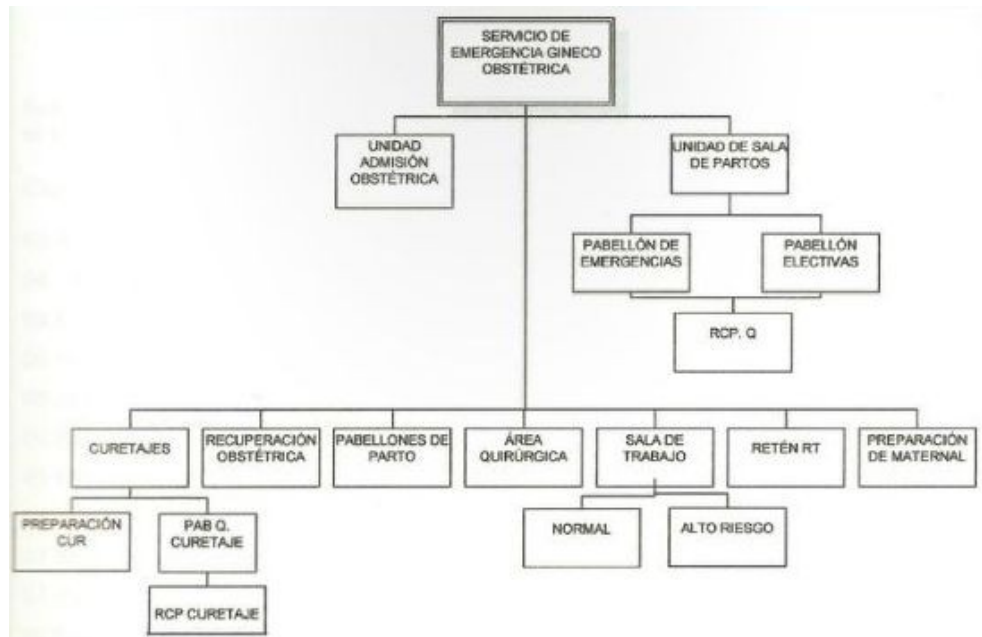 SERVICIO DE
EMERGENCIA GINECO
OBSTÉTRICA
UNIDAD
ADMISIÓN
OBSTÉTRICA
UNIDAD DE SALA
DE PARTOS
PABELLÓN DE
EMERGENCIAS
PABELLÓN
ELECTIVAS
RCP. Q
CURETAJES
RECUPERACIÓN
OBSTÉTRICA
PABELLONES DE
PARTO
ÁREA
QUIRÚRGICA
SALA DE
TRABAJO
RETÉN RT
PREPARACIÓN
DE MATERNAL
PREPARACIÓN
CUR
PAB Q.
CURETAJE
NORMAL
ALTO RIESGO
RCP CURETAJE